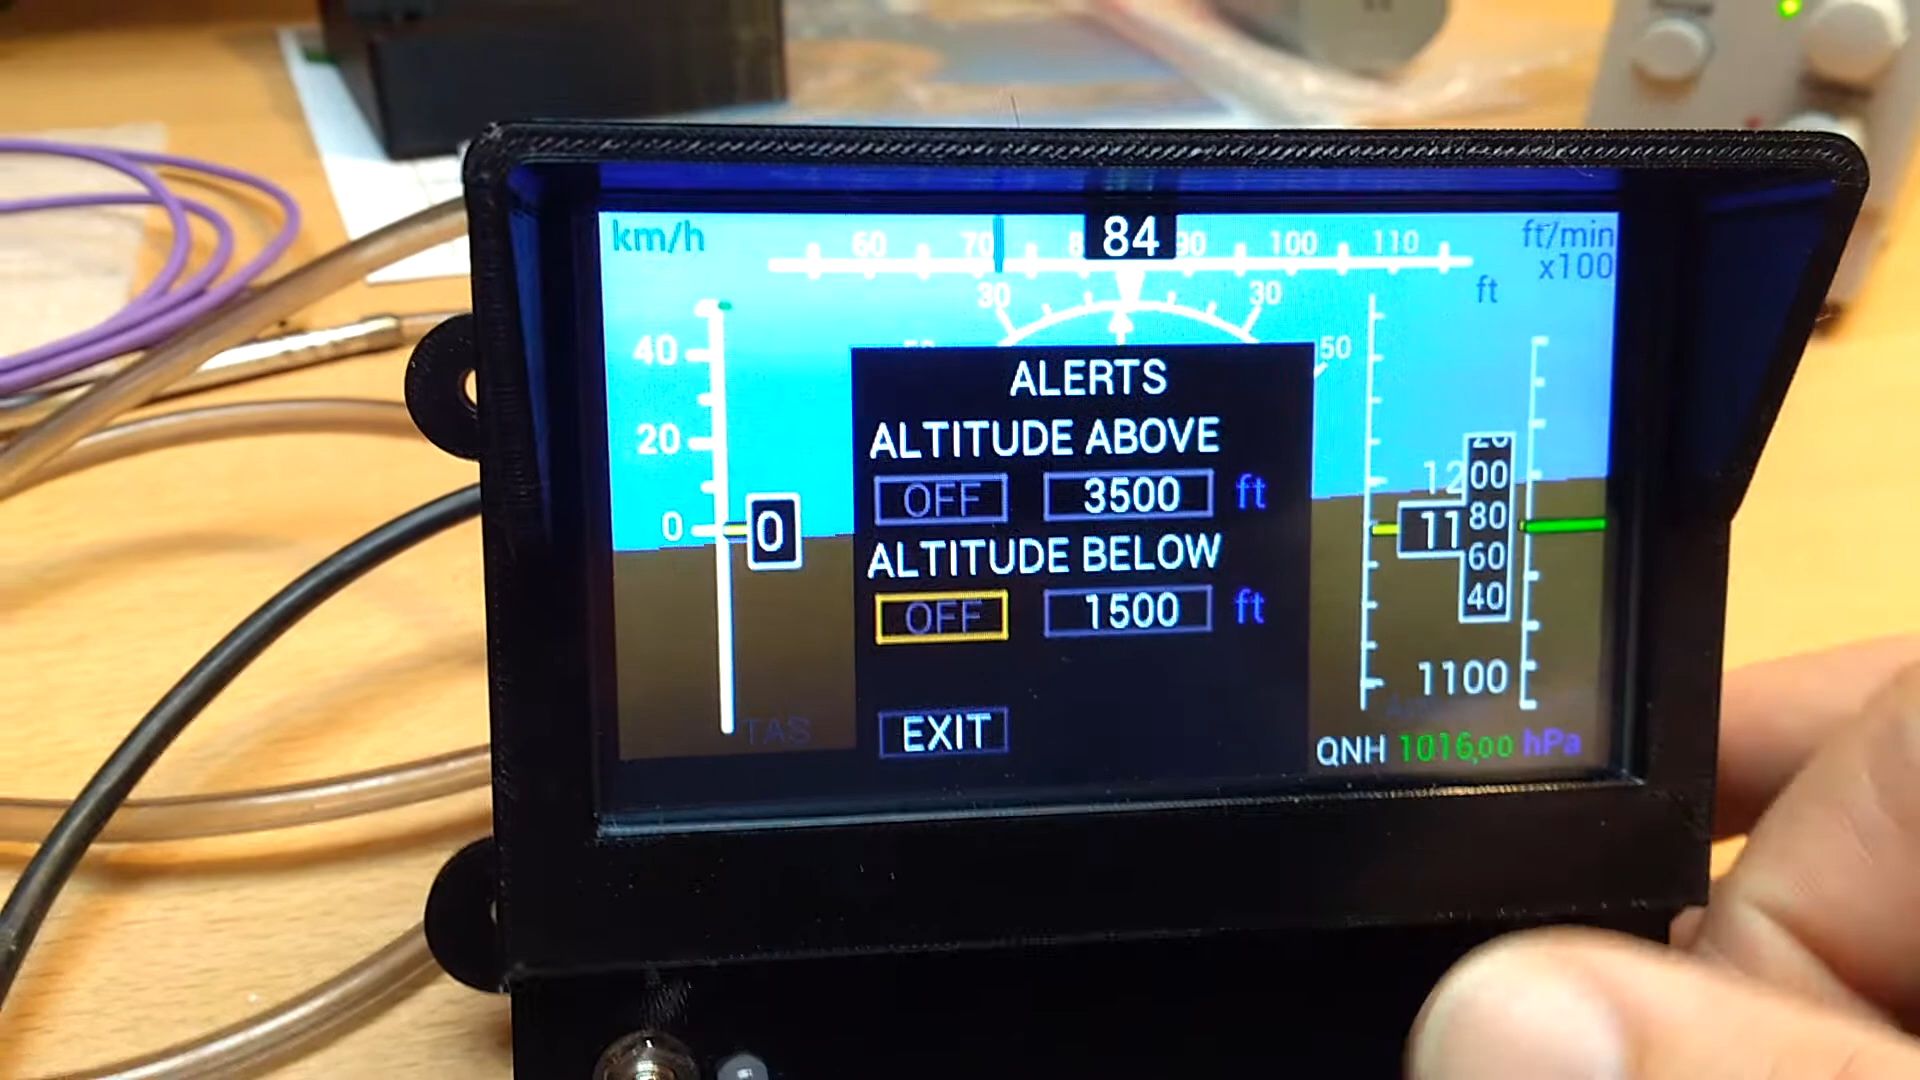 km/h 60 70 84 90 100 110 ft/min
x100
30 30 ft
50
40 ALERTS
20 ALTITUDE ABOVE
OFF 3500 ft
0 0 ALTITUDE BELOW
OFF 1500 ft
00
11 80
60
40
1100
TAS EXIT
QNH 1016,00 hPa